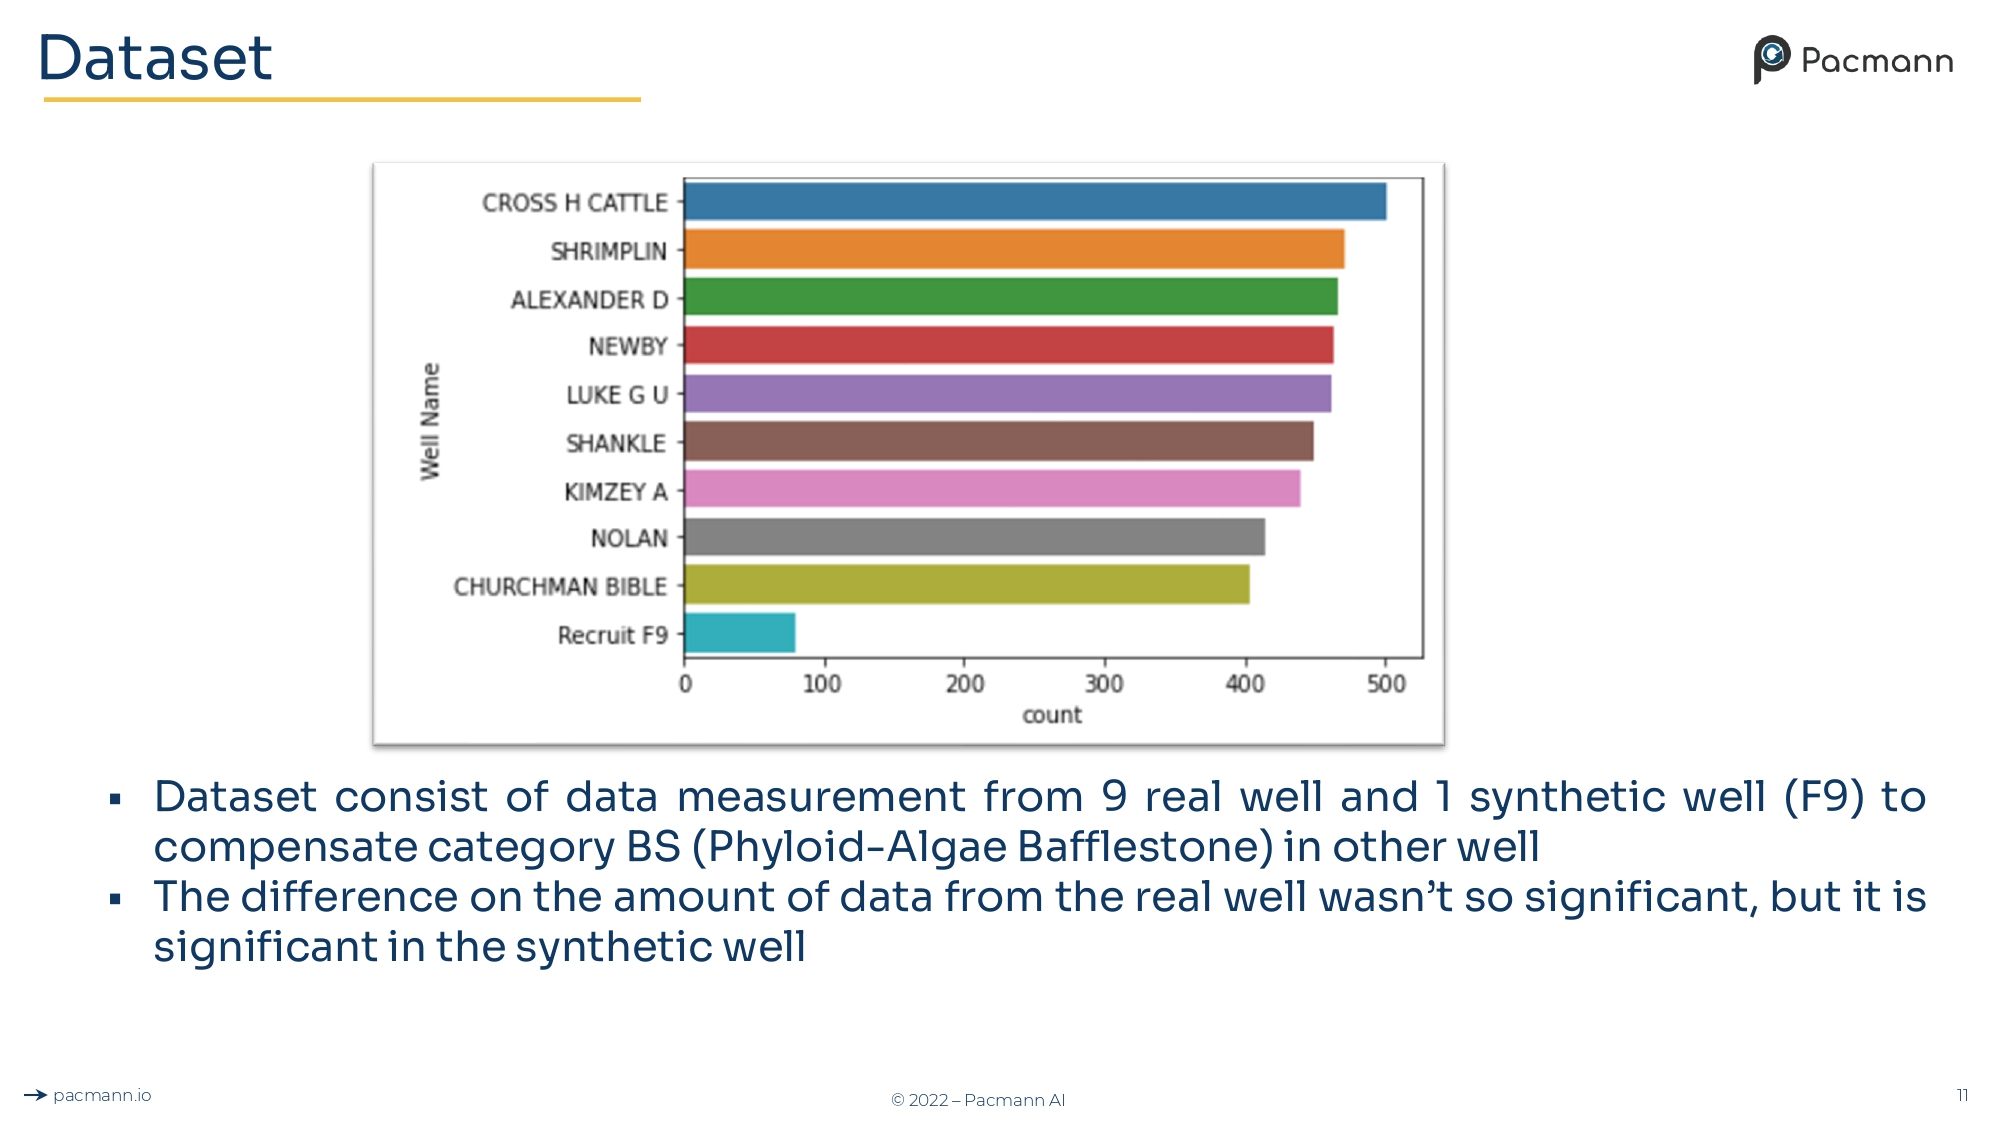 Dataset
Pacmann
CROSS H CATTLE
SHRIMPLIN
ALEXANDER D
NEWBY
LUKE G U
SHANKLE
KIMZEY A
NOLAN
CHURCHMAN BIBLE
Recruit F9
Well Name
0 100 200 300 400 500
count
▪ Dataset consist of data measurement from 9 real well and 1 synthetic well (F9) to
compensate category BS (Phyloid-Algae Bafflestone) in other well
▪ The difference on the amount of data from the real well wasn’t so significant, but it is
significant in the synthetic well
pacmann.io
© 2022 – Pacmann AI
11